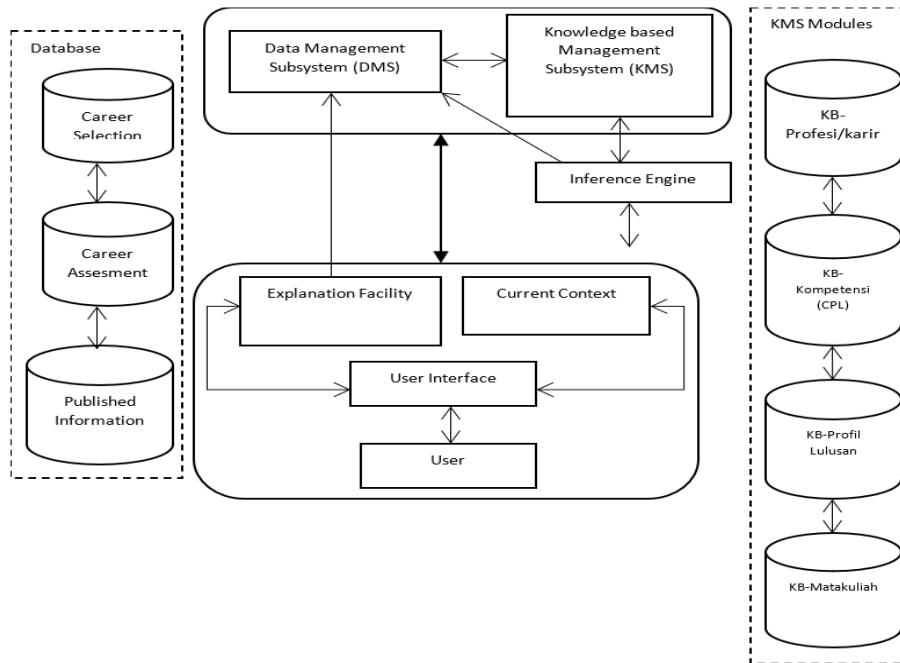 Database
Career
Selection
Career
Assesment
Published
Information
Data Management
Subsystem (DMS)
Knowledge based
Management
Subsystem (KMS)
Inference Engine
Explanation Facility
Current Context
User Interface
User
KMS Modules
KB-
Profesi/karir
KB-
Kompetensi
(CPL)
KB-Profil
Lulusan
KB-Matakuliah